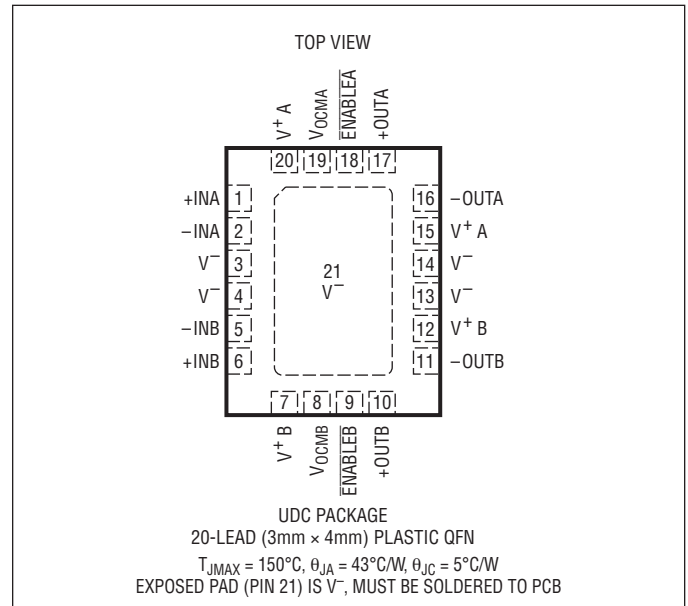 TOP VIEW
V+ A
VOCMA
ENABLEA
+OUTA
20 19 18 17
+INA 1
–INA 2
V– 3
V– 4
–INB 5
+INB 6
21
V–
16 –OUTA
15 V+ A
14 V–
13 V–
12 V+ B
11 –OUTB
7 8 9 10
V+ B
VOCMB
ENABLEB
+OUTB
UDC PACKAGE
20-LEAD (3mm × 4mm) PLASTIC QFN
TJMAX = 150°C, θJA = 43°C/W, θJC = 5°C/W
EXPOSED PAD (PIN 21) IS V–, MUST BE SOLDERED TO PCB